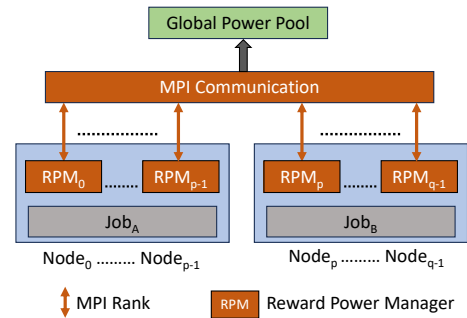 Global Power Pool
MPI Communication
RPM0 ........ RPMp-1
RPMp ........ RPMq-1
JobA
JobB
Node0 ......... Nodep-1
Nodep ...... Nodeq-1
MPI Rank
RPM
Reward Power Manager